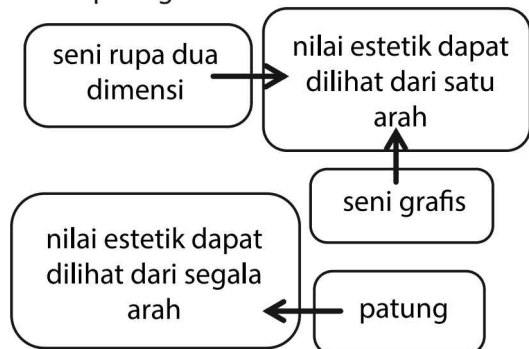 seni rupa dua
dimensi
nilai estetik dapat
dilihat dari satu
arah
seni grafis
nilai estetik dapat
dilihat dari segala
arah
patung